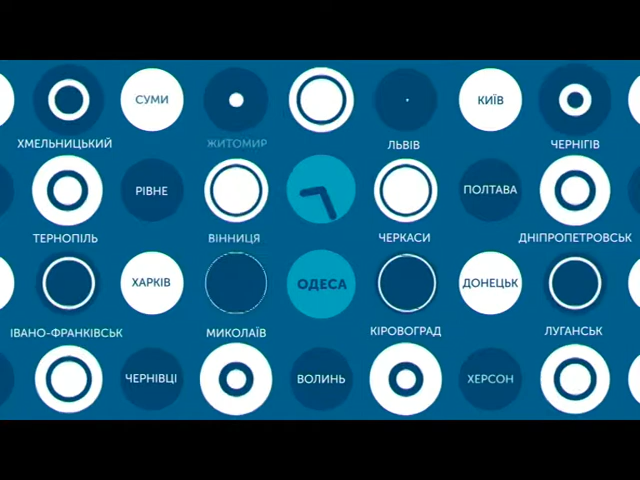 СУМИ
КИЇВ
ХМЕЛЬНИЦЬКИЙ
ЖИТОМИР
ЛЬВІВ
ЧЕРНІГІВ
РІВНЕ
ПОЛТАВА
ТЕРНОПІЛЬ
ВІННИЦЯ
ЧЕРКАСИ
ДНІПРОПЕТРОВСЬК
ХАРКІВ
ОДЕСА
ДОНЕЦЬК
ІВАНО-ФРАНКІВСЬК
МИКОЛАЇВ
КІРОВОГРАД
ЛУГАНСЬК
ЧЕРНІВЦІ
ВОЛИНЬ
ХЕРСОН